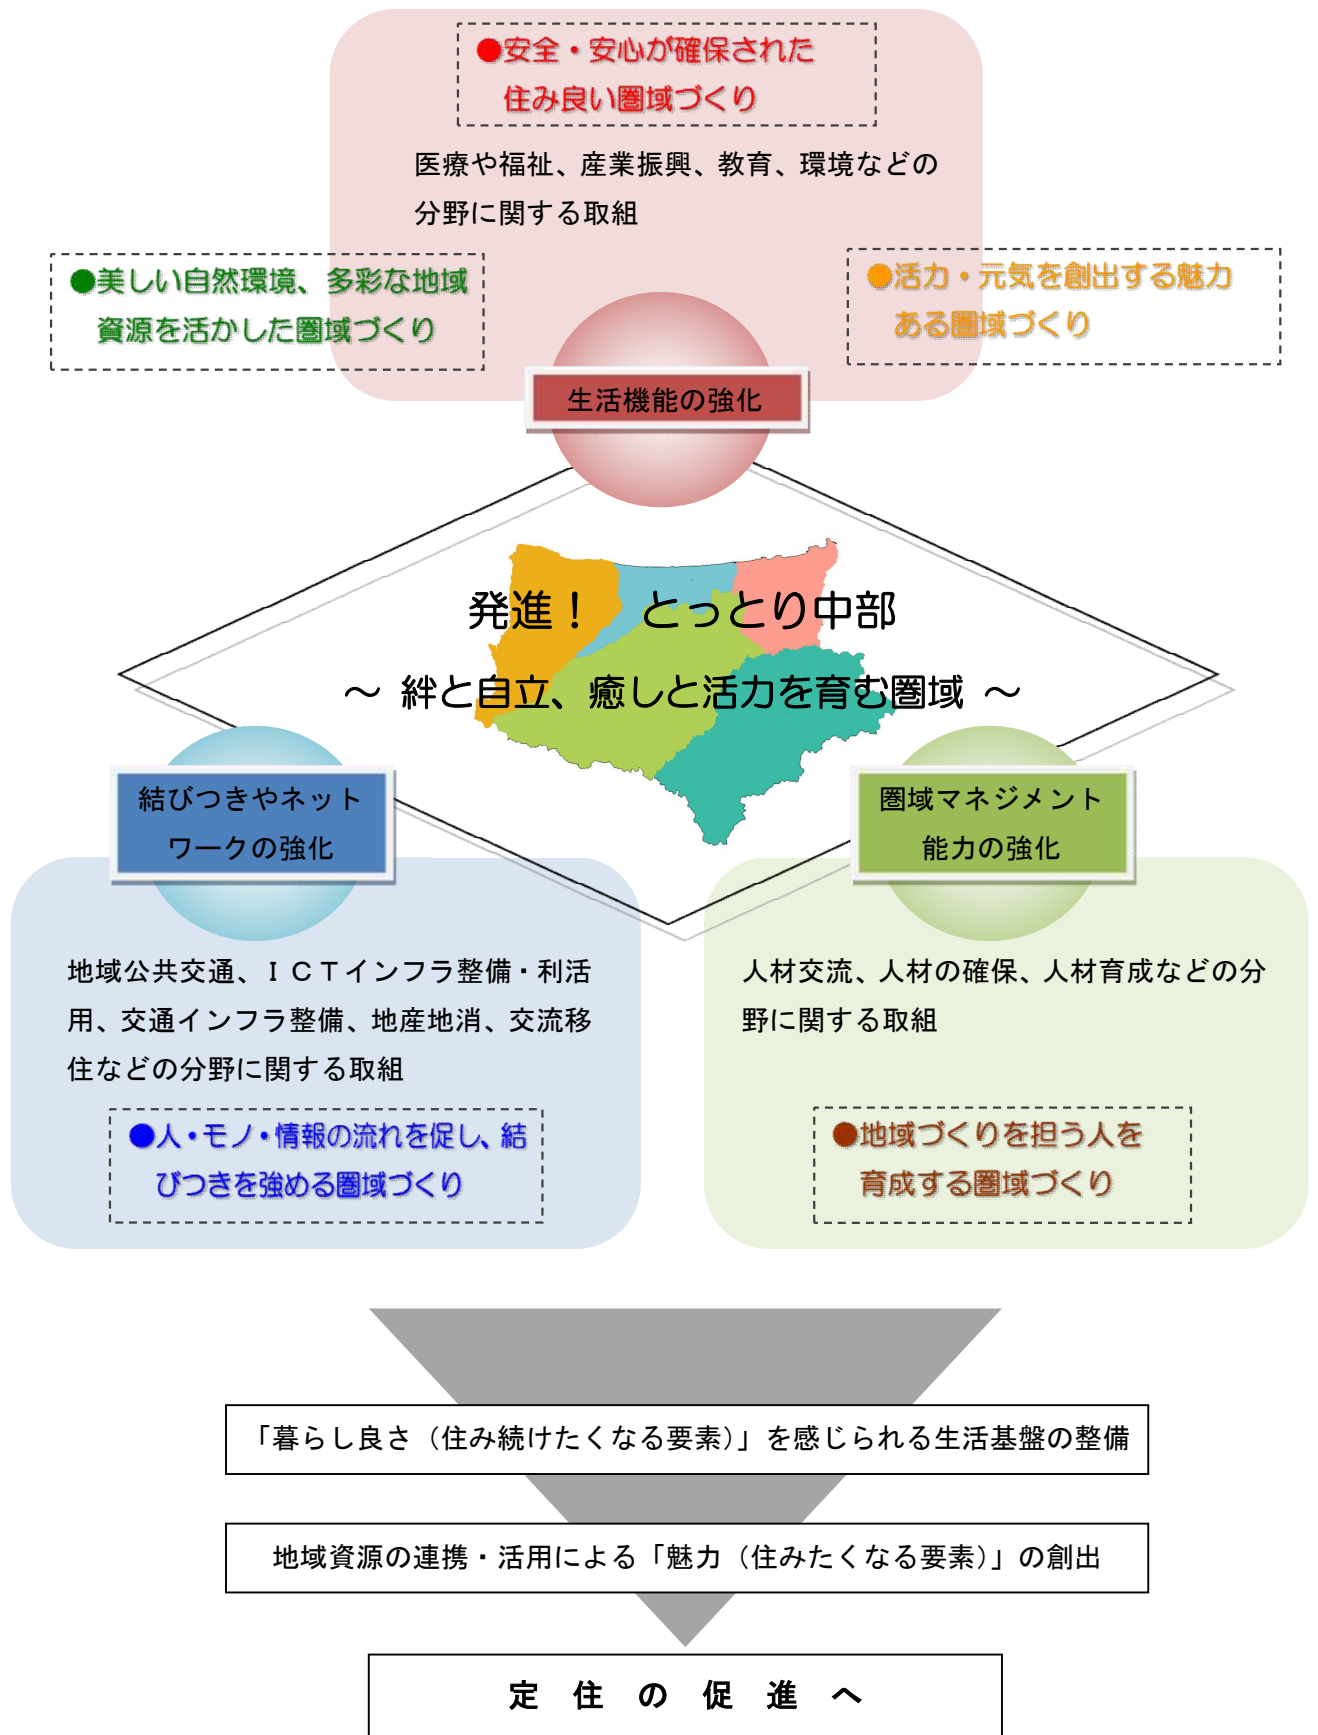 ●安全・安心が確保された
住み良い圏域づくり
医療や福祉、産業振興、教育、環境などの
分野に関する取組
●美しい自然環境、多彩な地域
資源を活かした圏域づくり
●活力・元気を創出する魅力
ある圏域づくり
生活機能の強化
発進！　とっとり中部
～ 絆と自立、癒しと活力を育む圏域 ～
結びつきやネット
ワークの強化
圏域マネジメント
能力の強化
地域公共交通、ＩＣＴインフラ整備・利活
用、交通インフラ整備、地産地消、交流移
住などの分野に関する取組
●人・モノ・情報の流れを促し、結
びつきを強める圏域づくり
人材交流、人材の確保、人材育成などの分
野に関する取組
●地域づくりを担う人を
育成する圏域づくり
「暮らし良さ（住み続けたくなる要素）」を感じられる生活基盤の整備
地域資源の連携・活用による「魅力（住みたくなる要素）」の創出
定　住　の　促　進　へ